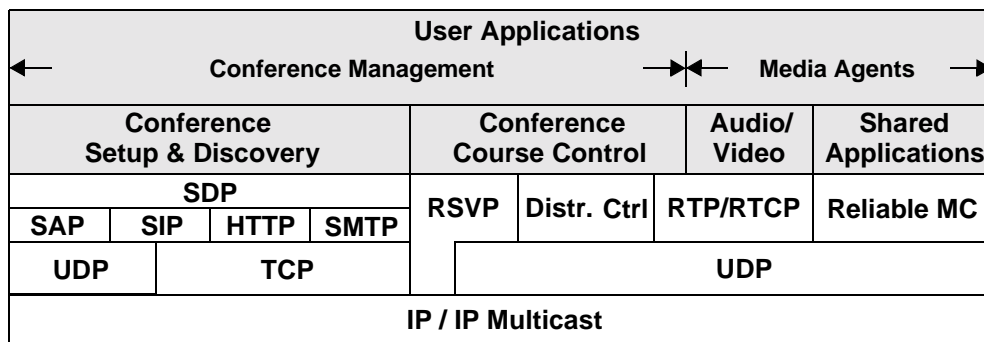 User Applications
Conference Management
Media Agents
Conference
Setup & Discovery
Conference
Course Control
Audio/
Video
Shared
Applications
SDP
SAP SIP HTTP SMTP
RSVP
Distr. Ctrl
RTP/RTCP
Reliable MC
UDP
TCP
UDP
IP / IP Multicast